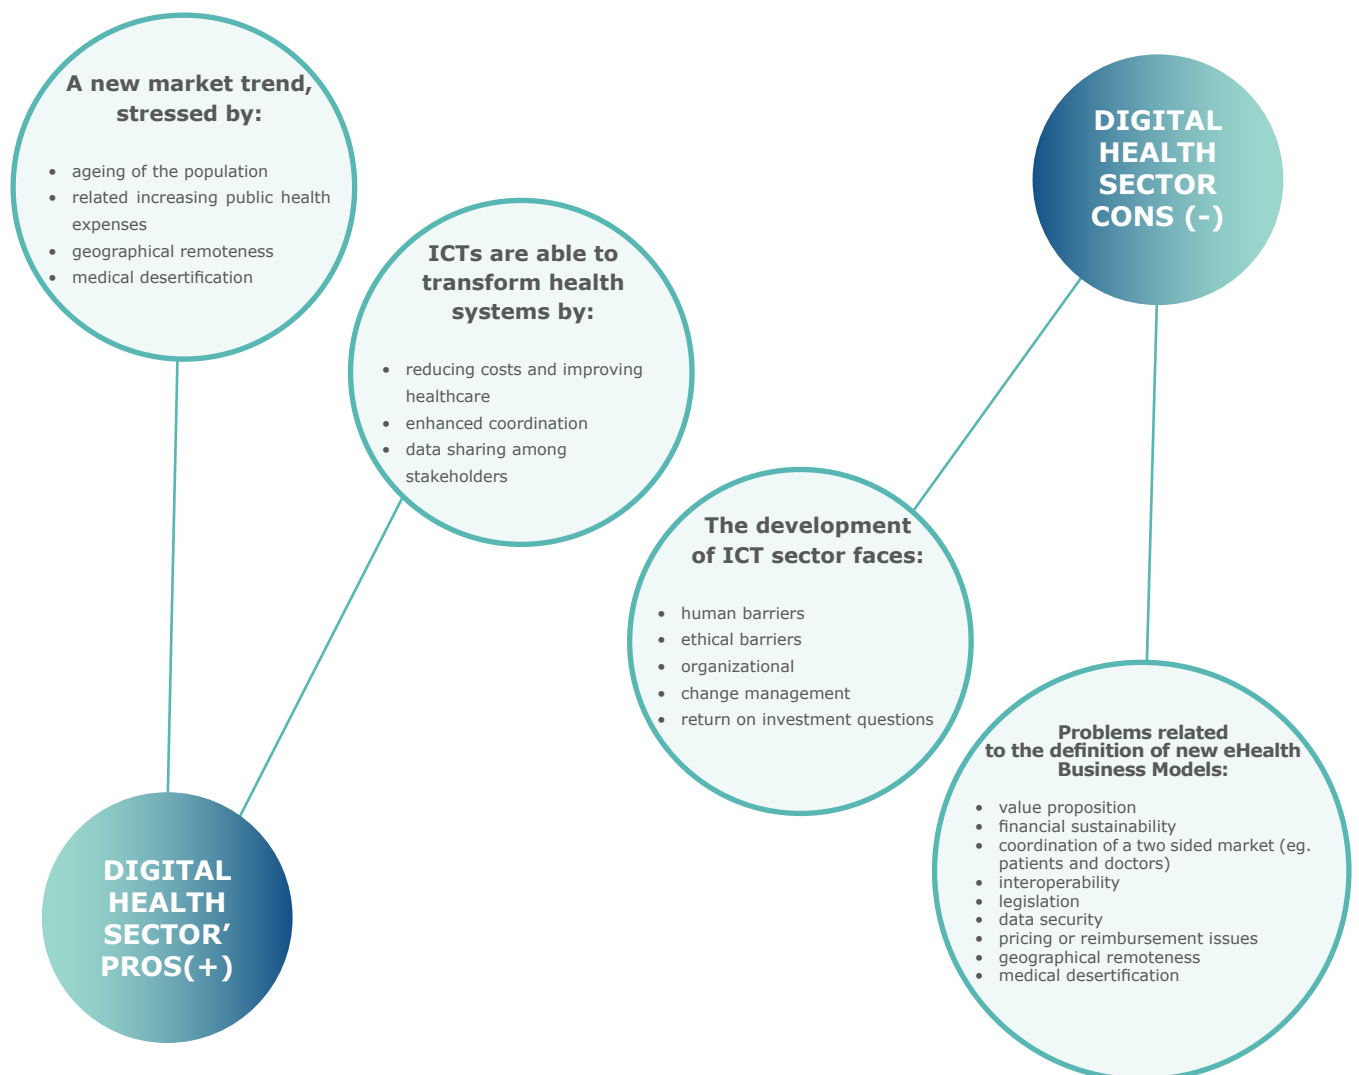 A new market trend,
stressed by:
• ageing of the population
• related increasing public health
expenses
• geographical remoteness
• medical desertification
ICTs are able to
transform health
systems by:
• reducing costs and improving
healthcare
• enhanced coordination
• data sharing among
stakeholders
DIGITAL
HEALTH
SECTOR’
PROS(+)
DIGITAL
HEALTH
SECTOR
CONS (-)
The development
of ICT sector faces:
• human barriers
• ethical barriers
• organizational
• change management
• return on investment questions
Problems related
to the definition of new eHealth
Business Models:
• value proposition
• financial sustainability
• coordination of a two sided market (eg.
patients and doctors)
• interoperability
• legislation
• data security
• pricing or reimbursement issues
• geographical remoteness
• medical desertification